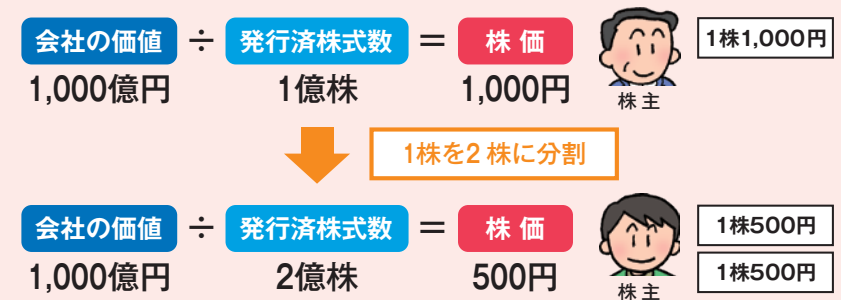 会社の価値 ÷ 発行済株式数 = 株価 1株1,000円
1,000億円 1億株 1,000円 株主
1株を2株に分割
会社の価値 ÷ 発行済株式数 = 株価 1株500円
1,000億円 2億株 500円 1株500円
株主